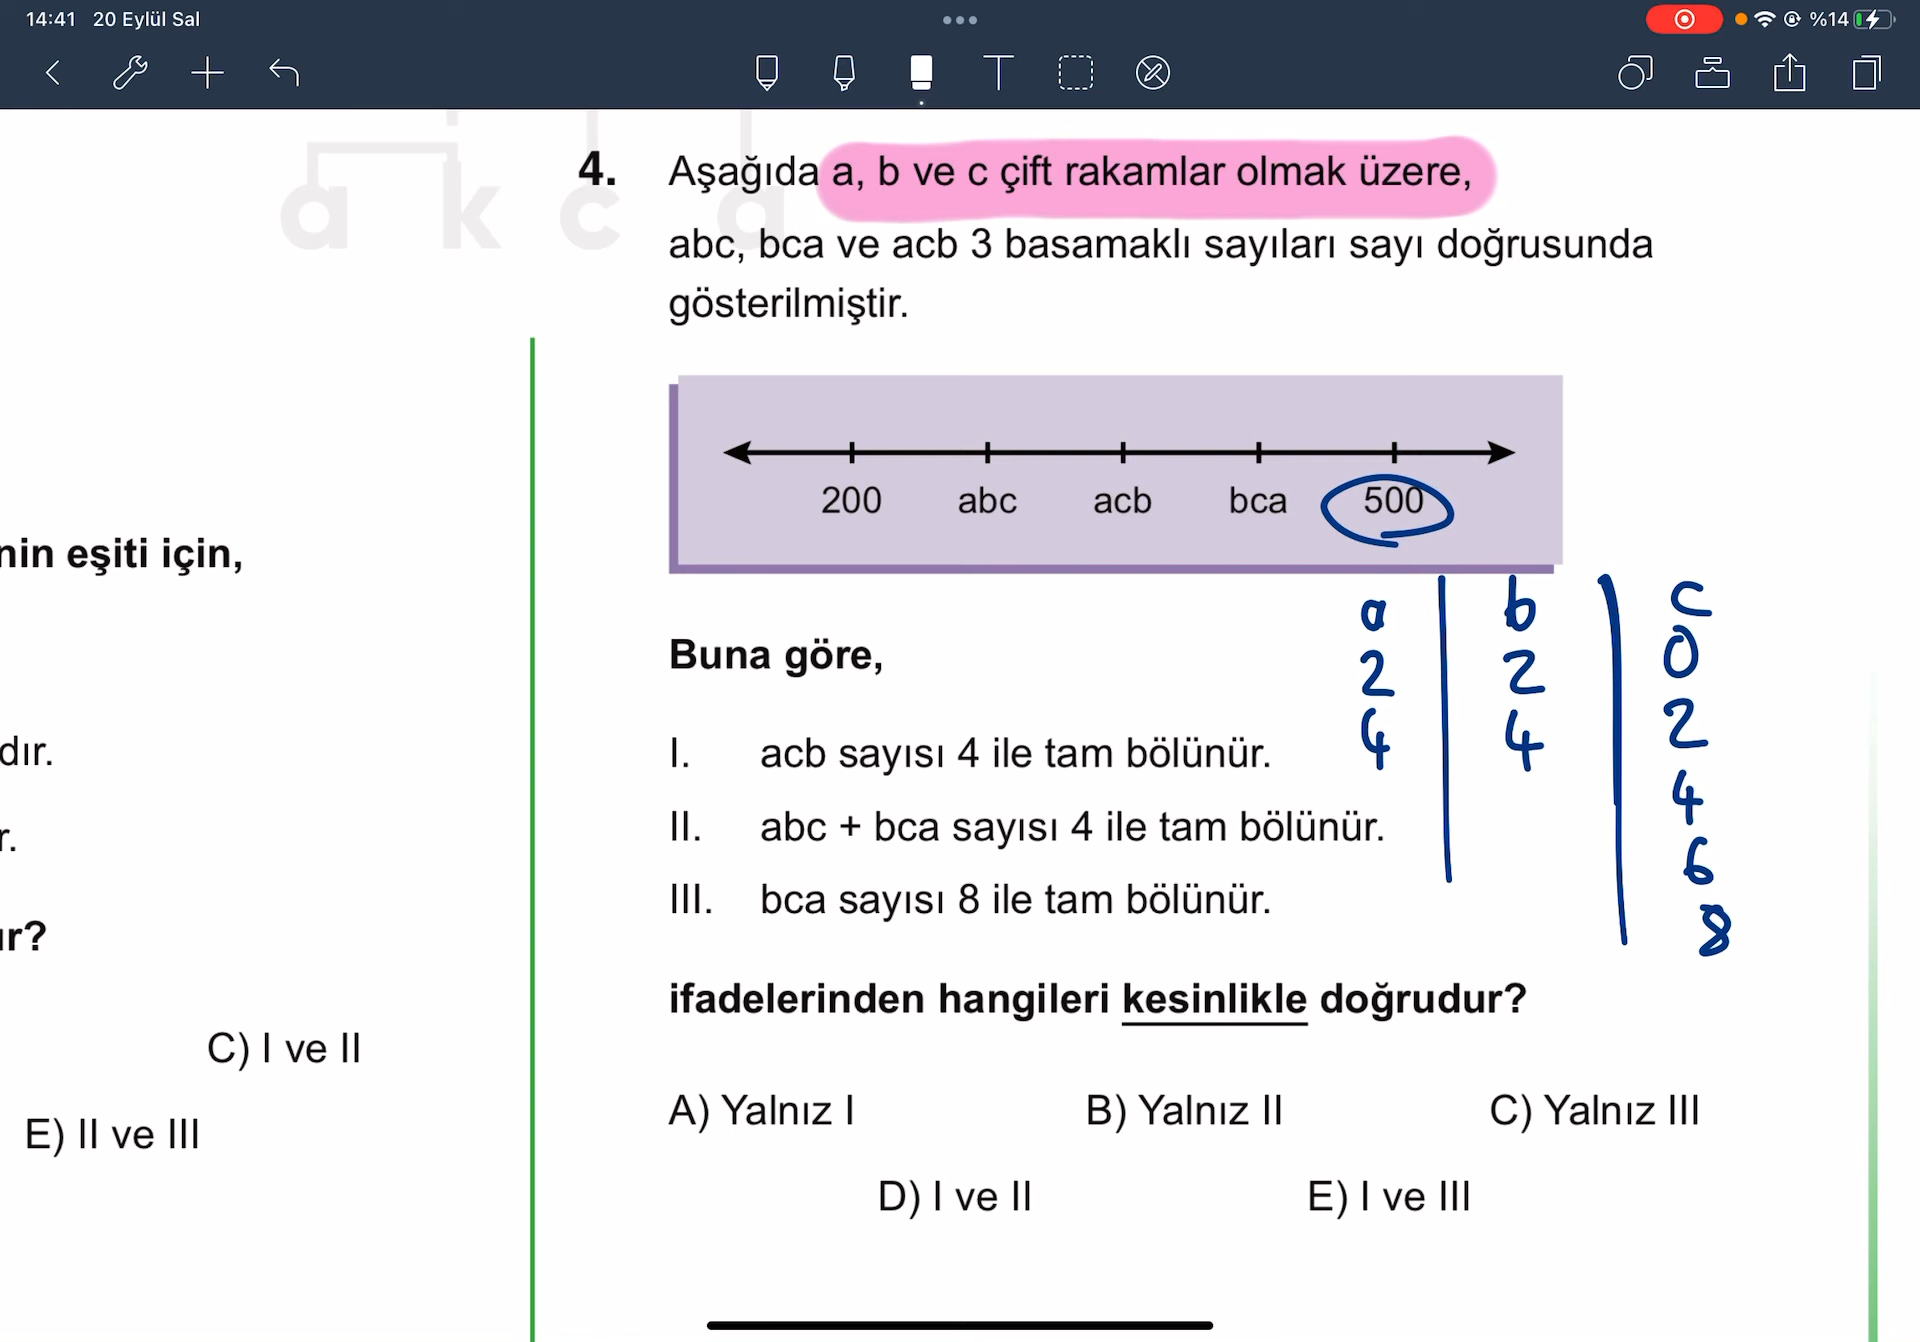 14:41 20 Eylül Sal
%14
a k c d
4. Aşağıda a, b ve c çift rakamlar olmak üzere,
abc, bca ve acb 3 basamaklı sayıları sayı doğrusunda
gösterilmiştir.
200 abc acb bca 500
nin eşiti için,
dır.
r.
ır?
C) I ve II
E) II ve III
Buna göre,
I. acb sayısı 4 ile tam bölünür.
II. abc + bca sayısı 4 ile tam bölünür.
III. bca sayısı 8 ile tam bölünür.
a b c
0
2 2
2
4 4
4
6
8
ifadelerinden hangileri kesinlikle doğrudur?
A) Yalnız I B) Yalnız II C) Yalnız III
D) I ve II E) I ve III